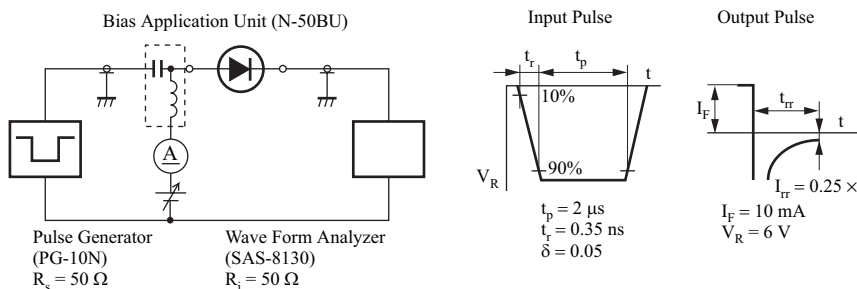 Bias Application Unit (N-50BU)
A
Pulse Generator
(PG-10N)
R_s = 50 Ω
Wave Form Analyzer
(SAS-8130)
R_i = 50 Ω
Input Pulse
t_r
t_p
t
10%
V_R
90%
t_p = 2 μs
t_r = 0.35 ns
δ = 0.05
Output Pulse
I_F
t_rr
t
I_rr = 0.25 ×
I_F = 10 mA
V_R = 6 V